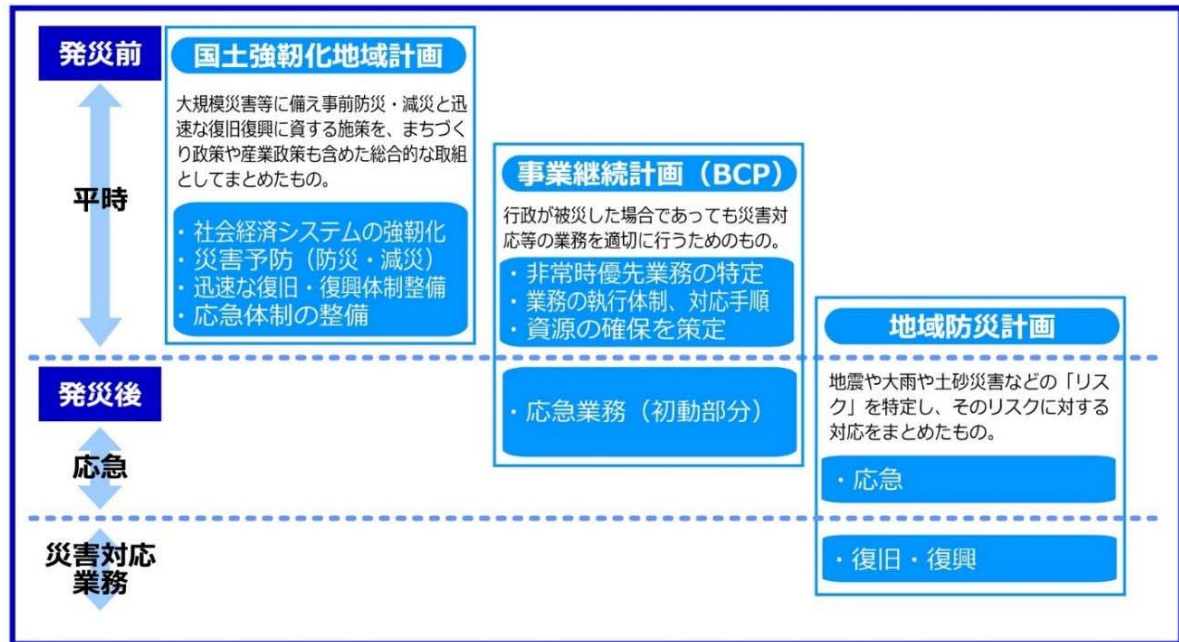 発災前
平時
国土強靭化地域計画
大規模災害等に備え事前防災・減災と迅
速な復旧復興に資する施策を、まちづく
り政策や産業政策も含めた総合的な取組
としてまとめたもの。
・社会経済システムの強靭化
・災害予防（防災・減災）
・迅速な復旧・復興体制整備
・応急体制の整備
事業継続計画（BCP）
行政が被災した場合であっても災害対
応等の業務を適切に行うためのもの。
・非常時優先業務の特定
・業務の執行体制、対応手順
・資源の確保を策定
・応急業務（初動部分）
地域防災計画
地震や大雨や土砂災害などの「リス
ク」を特定し、そのリスクに対する
対応をまとめたもの。
・応急
・復旧・復興
発災後
応急
災害対応
業務